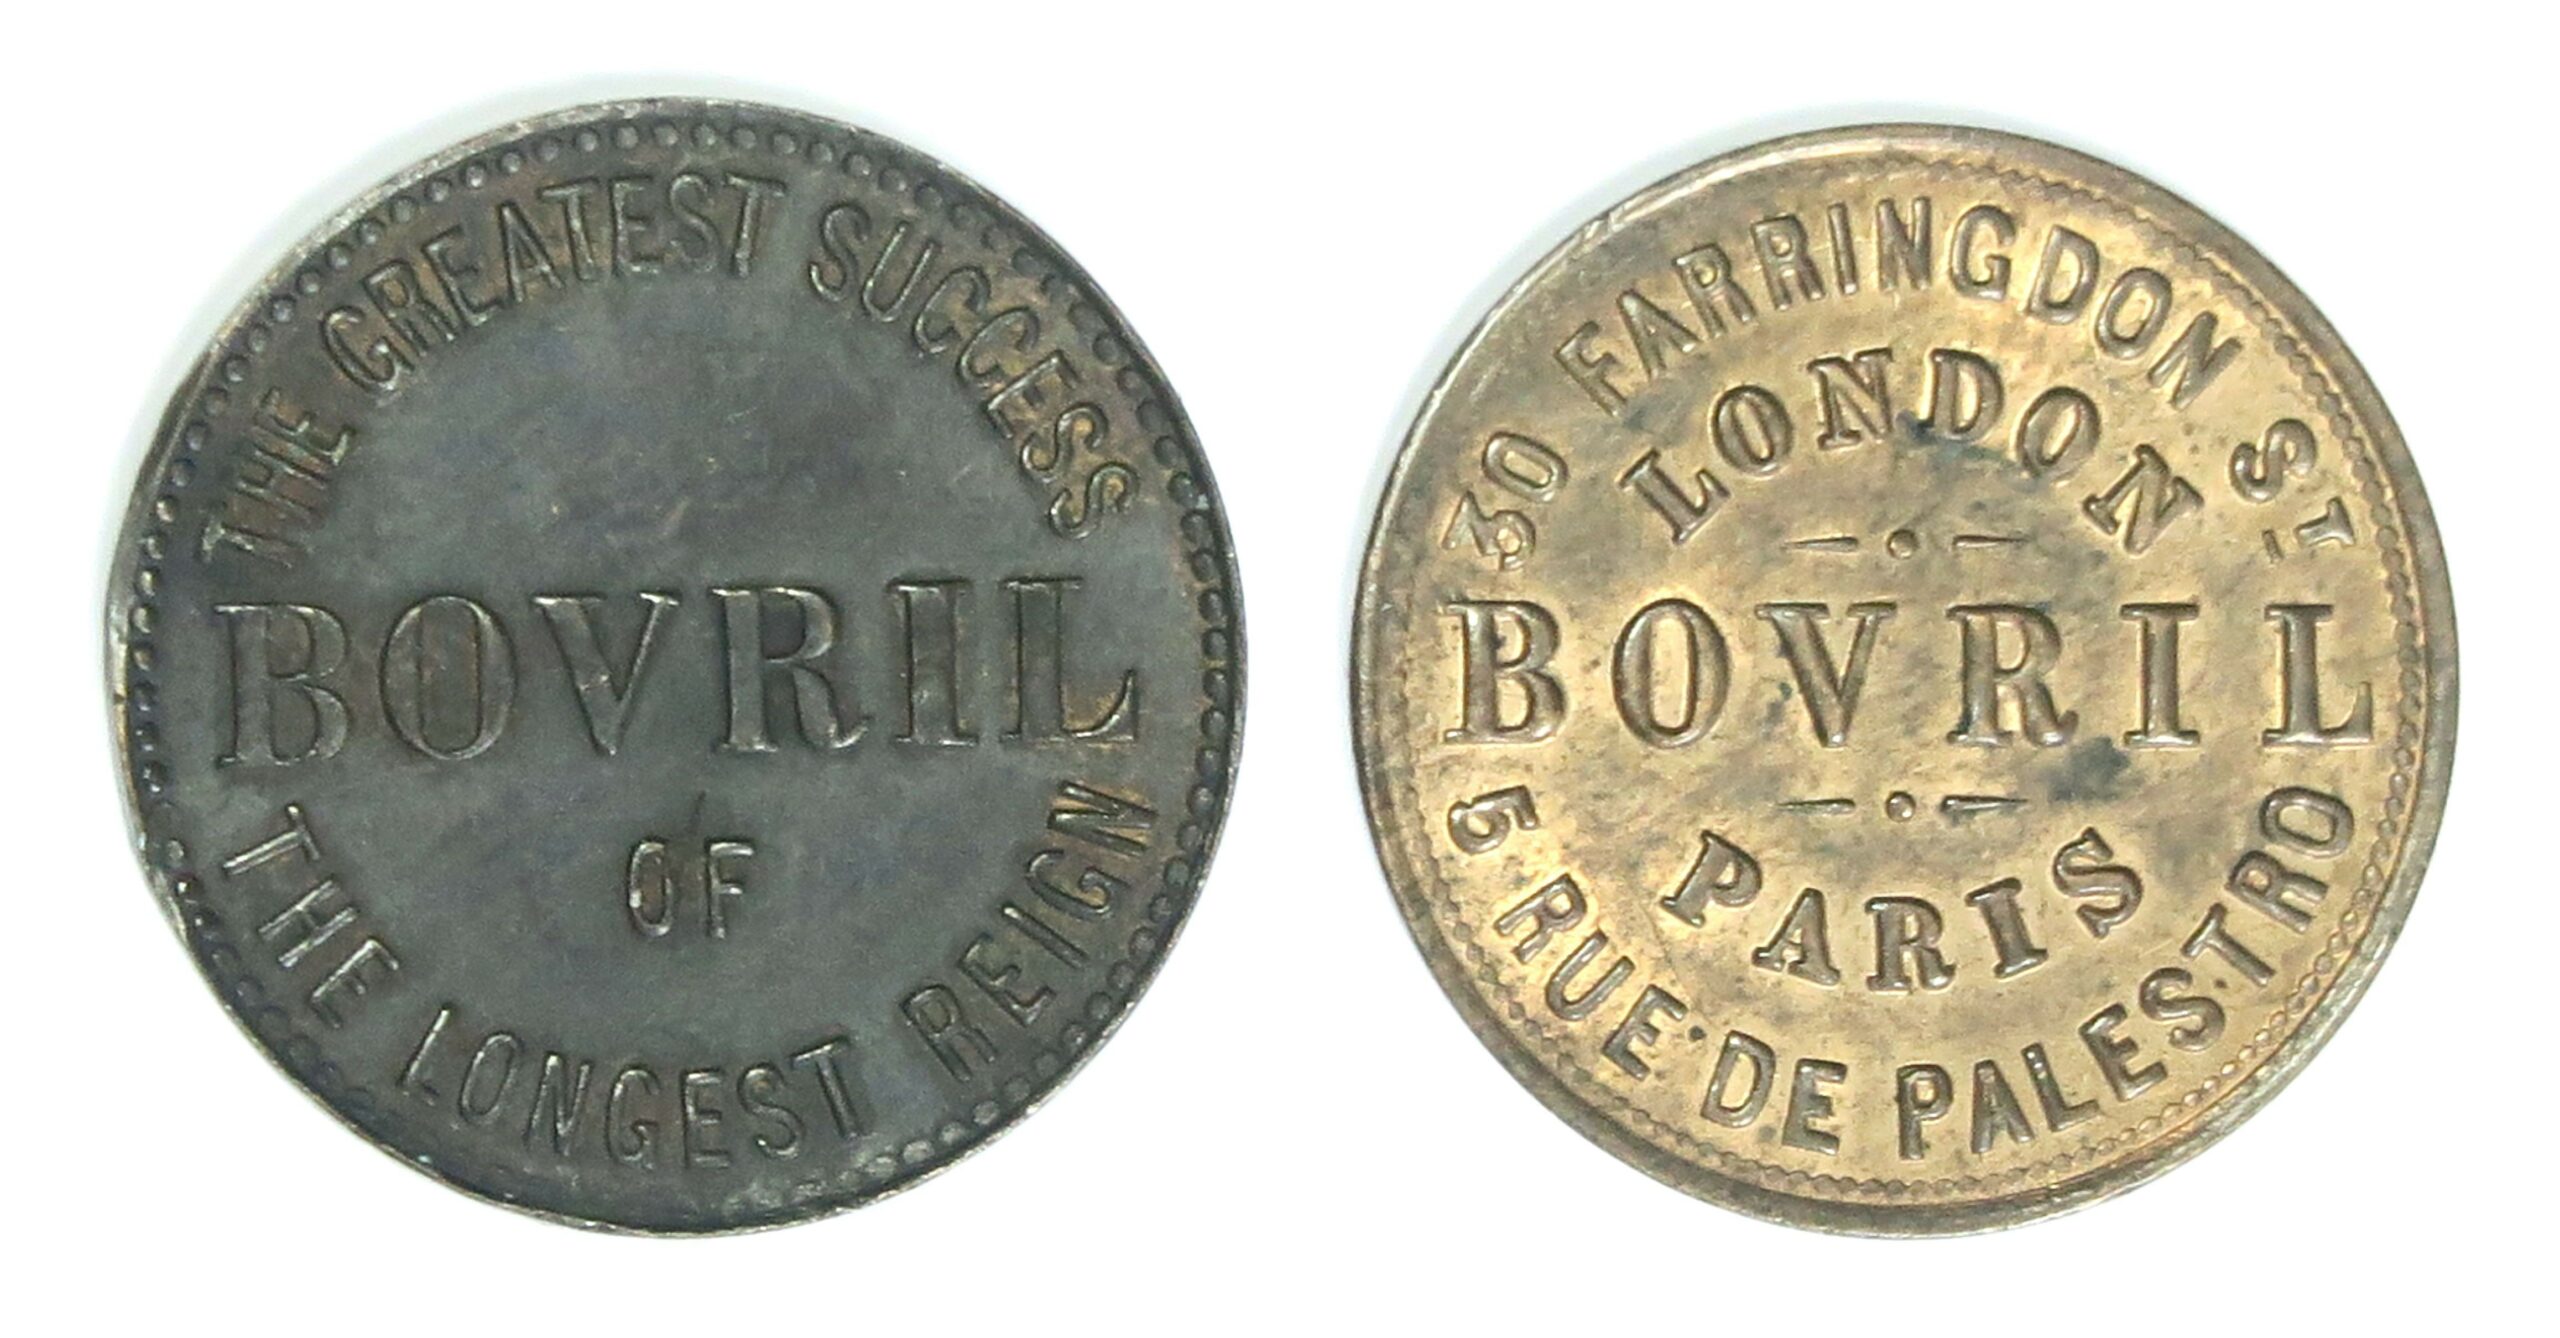 THE GREATEST SUCCESS
BOVRIL
OF
THE LONGEST REIGN
30 FARRINGDON ST
LONDON
BOVRIL
PARIS
5 RUE DE PALESTRO